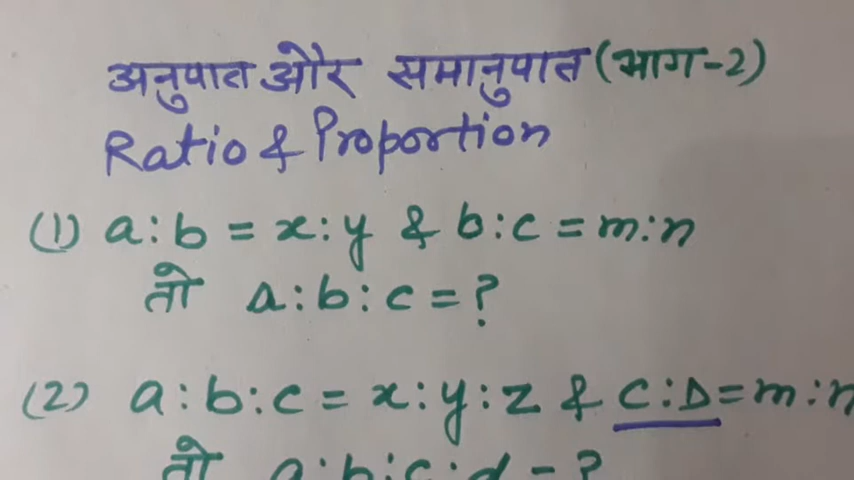 अनुपात और समानुपात (भाग-2)
Ratio & Proportion
(1) a:b = x:y & b:c = m:n
तो a:b:c = ?
(2) a:b:c = x:y:z & C:D = m:n
तो a:b:c:d = ?